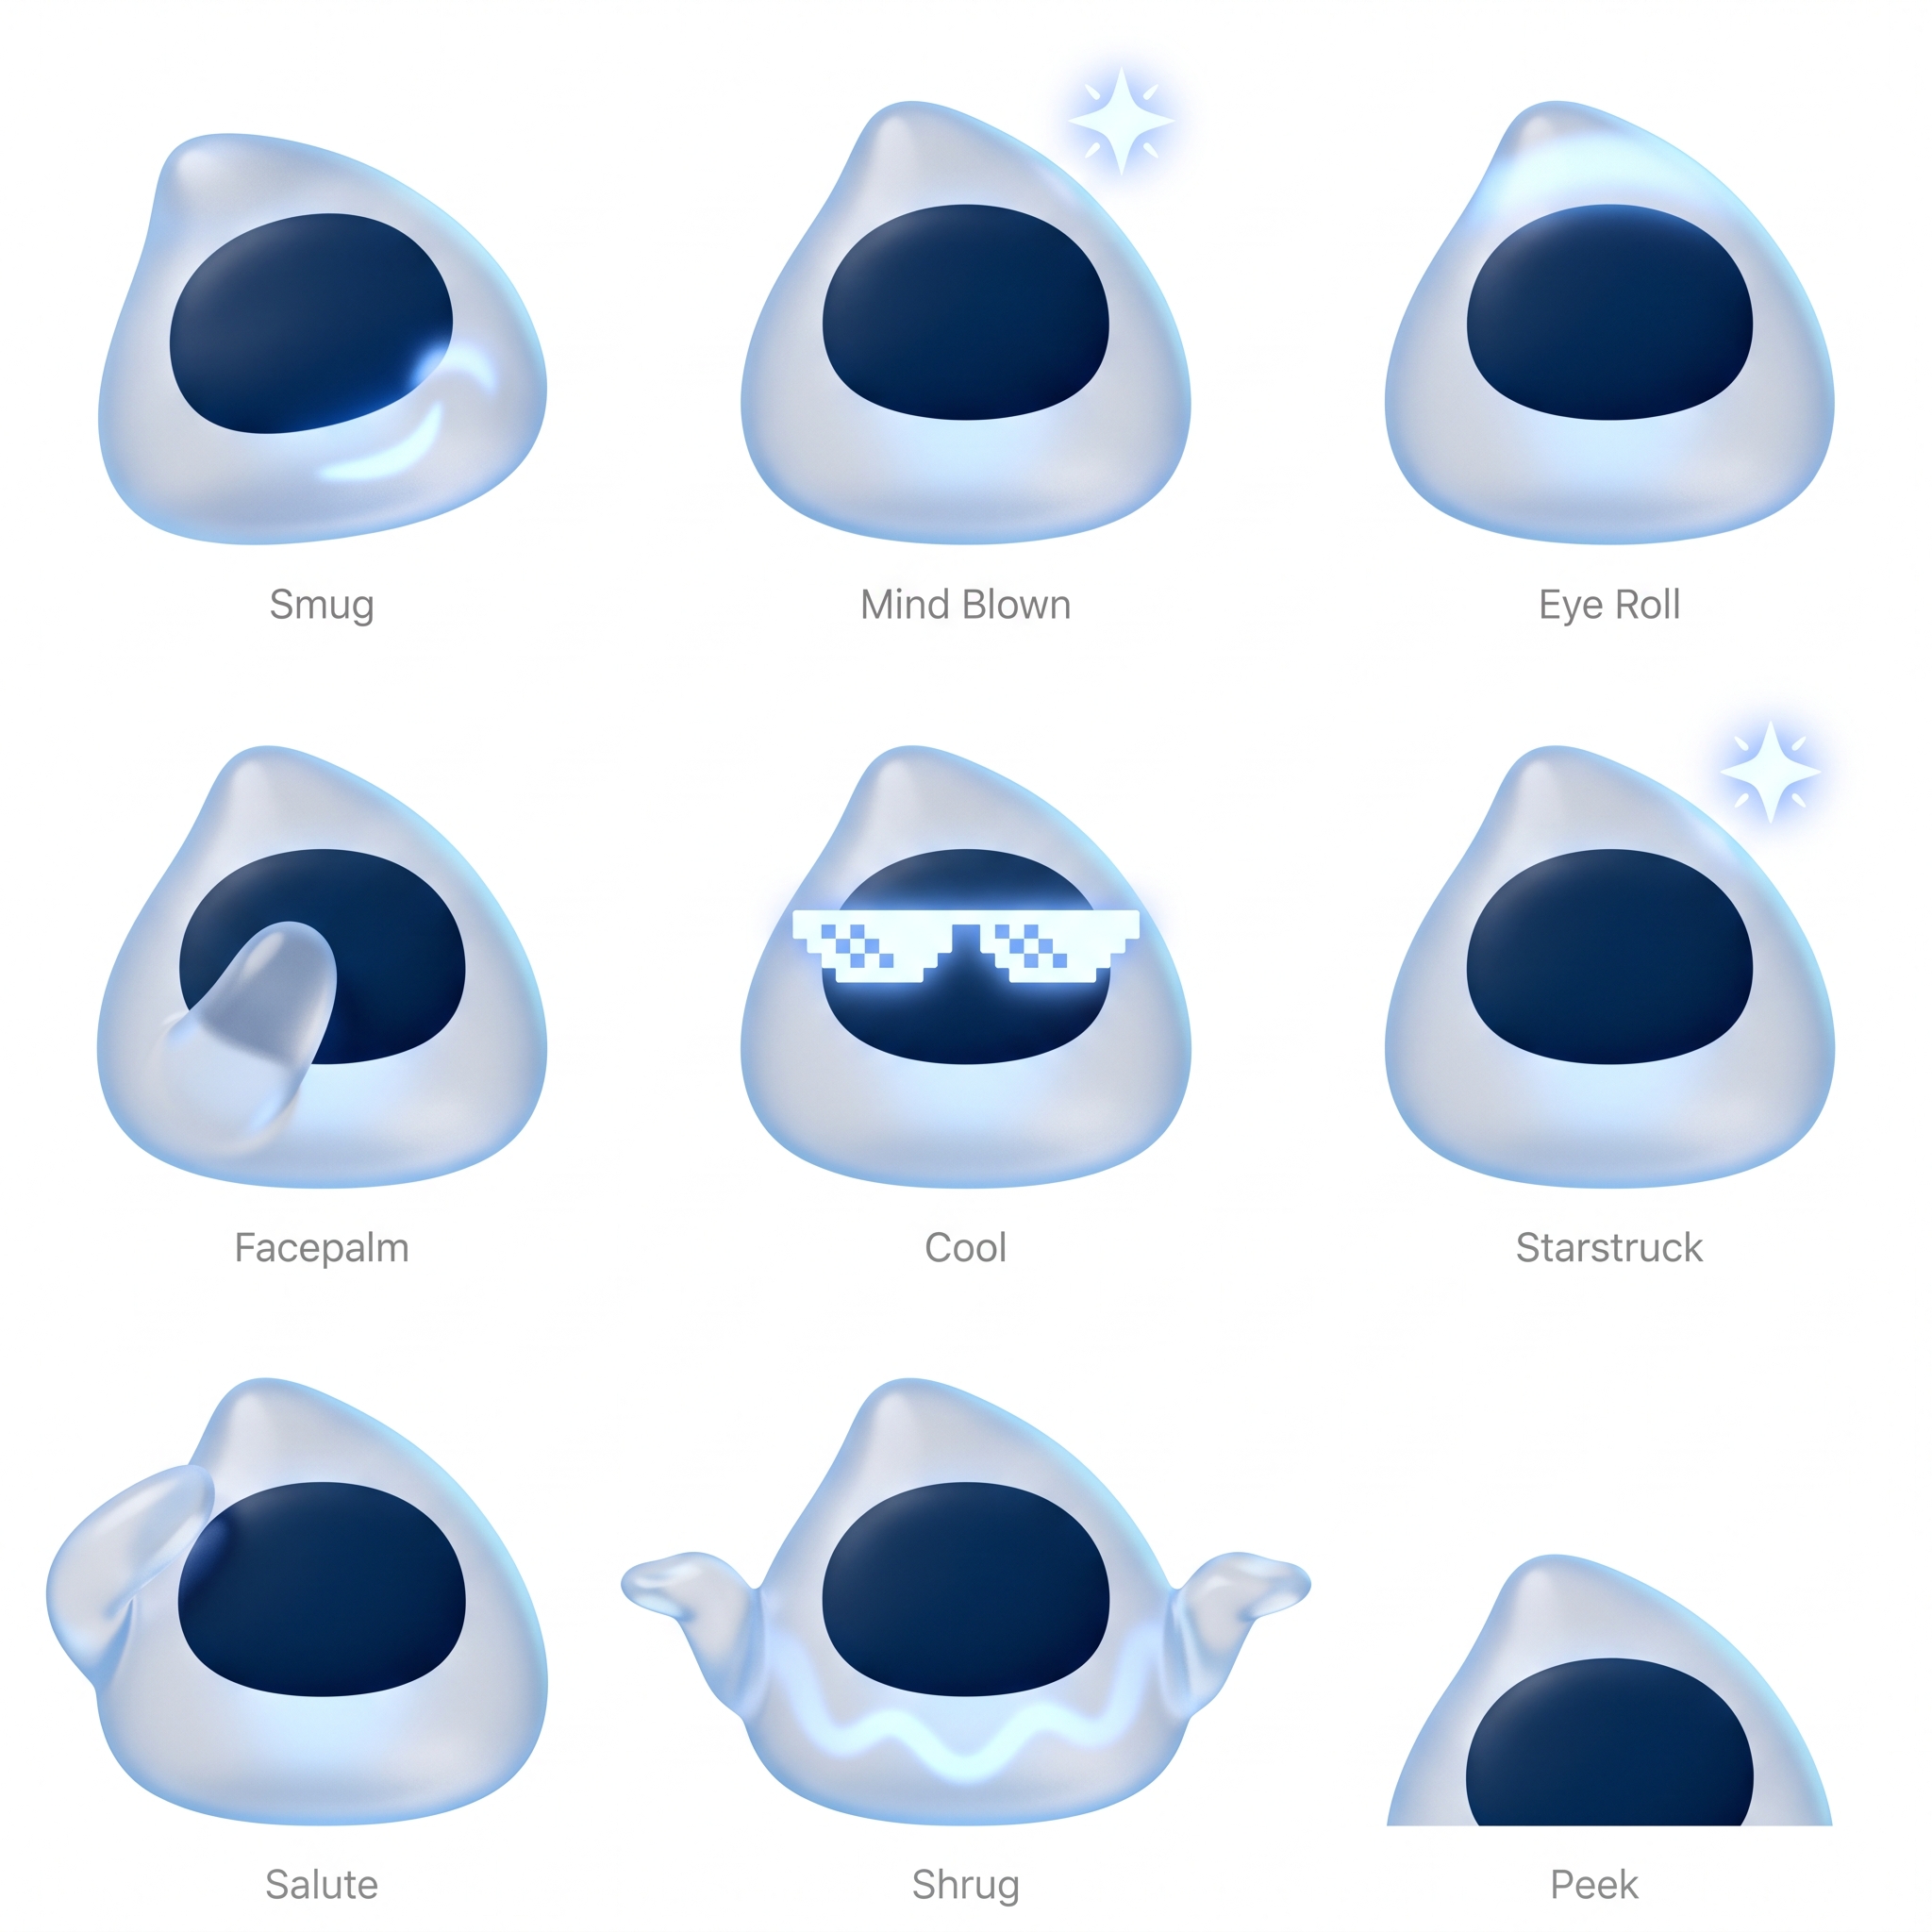 Smug
Mind Blown
Eye Roll
Facepalm
Cool
Starstruck
Salute
Shrug
Peek